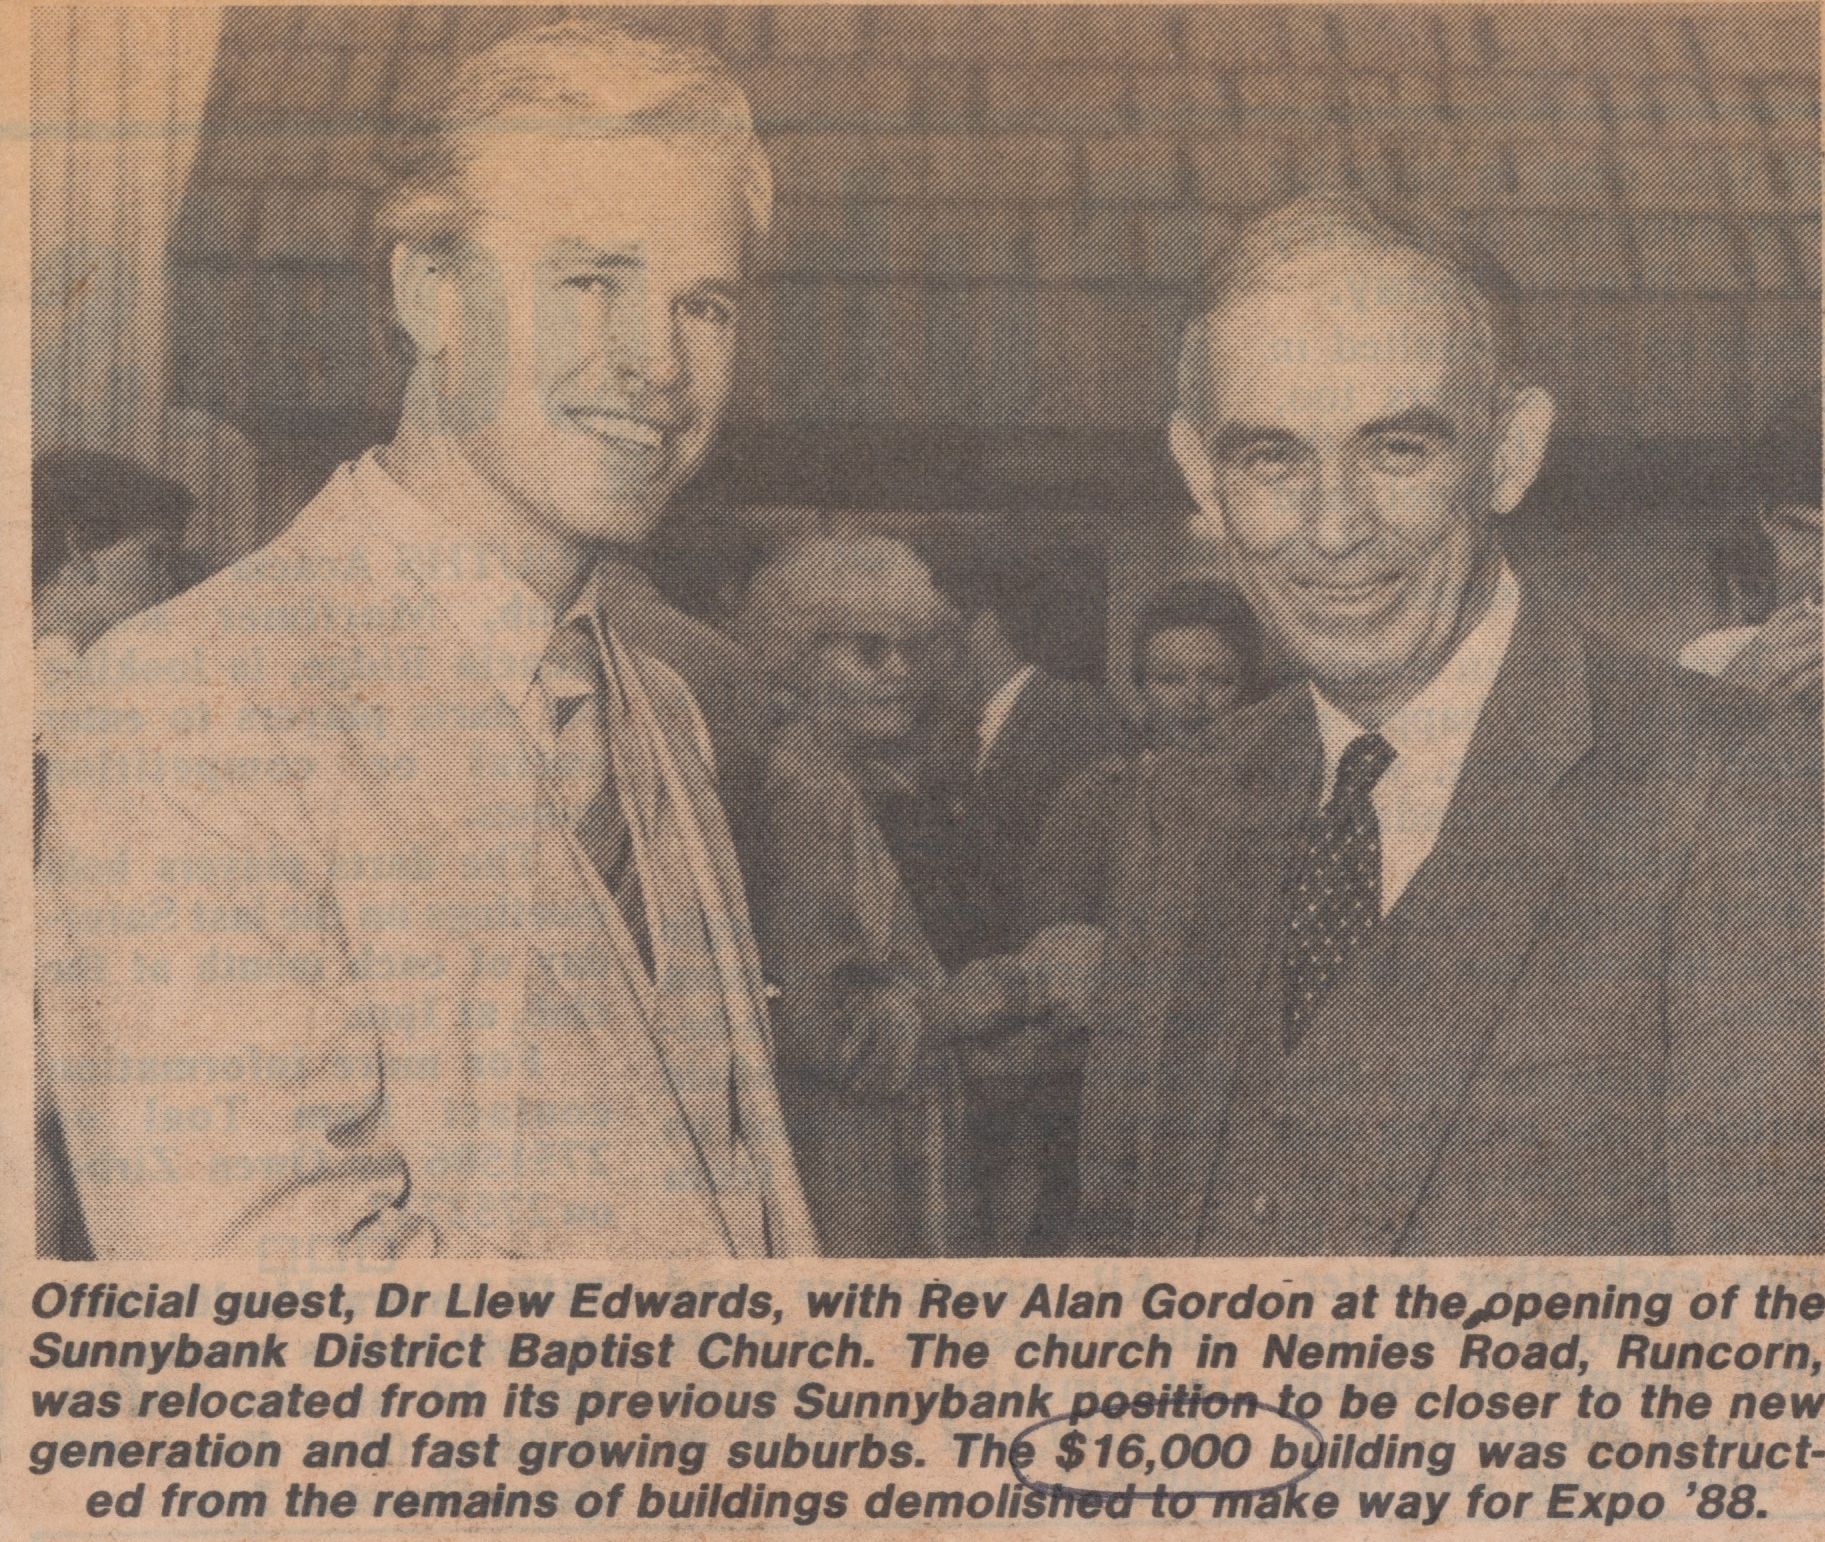 Official guest, Dr Llew Edwards, with Rev Alan Gordon at the opening of the
Sunnybank District Baptist Church. The church in Nemies Road, Runcorn,
was relocated from its previous Sunnybank position to be closer to the new
generation and fast growing suburbs. The $16,000 building was construct-
ed from the remains of buildings demolished to make way for Expo '88.